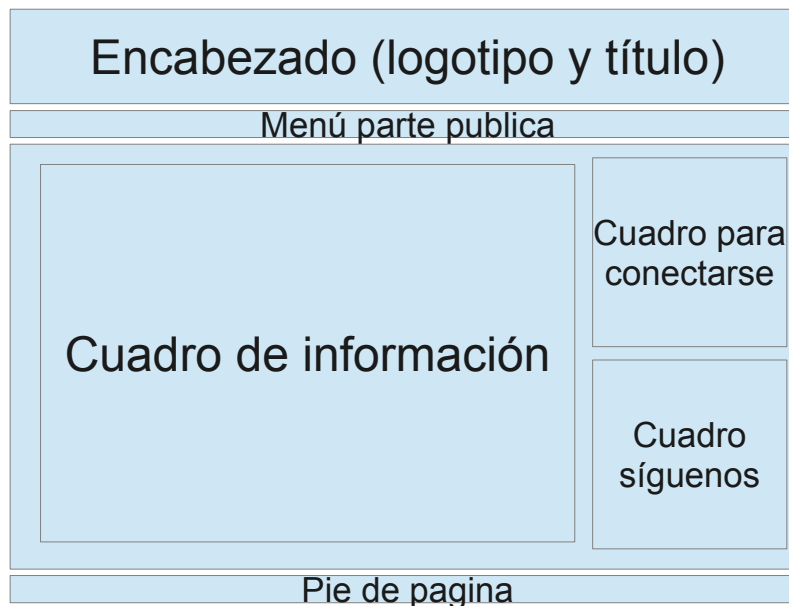 Encabezado (logotipo y título)
Menú parte publica
Cuadro de información
Cuadro para
conectarse
Cuadro
síguenos
Pie de pagina